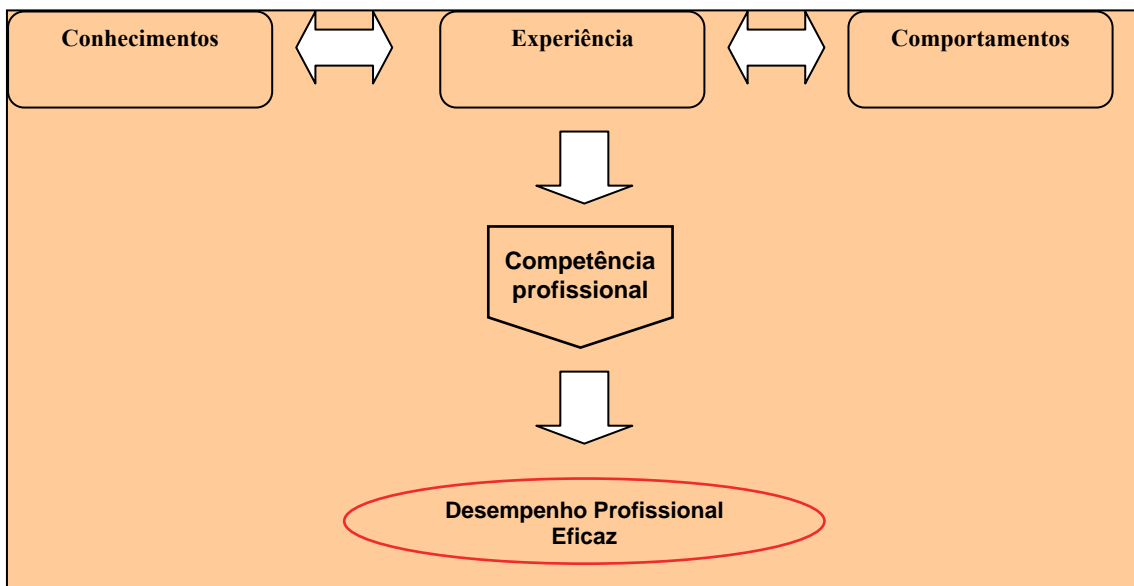 Conhecimentos
Experiência
Comportamentos
Competência
profissional
Desempenho Profissional
Eficaz